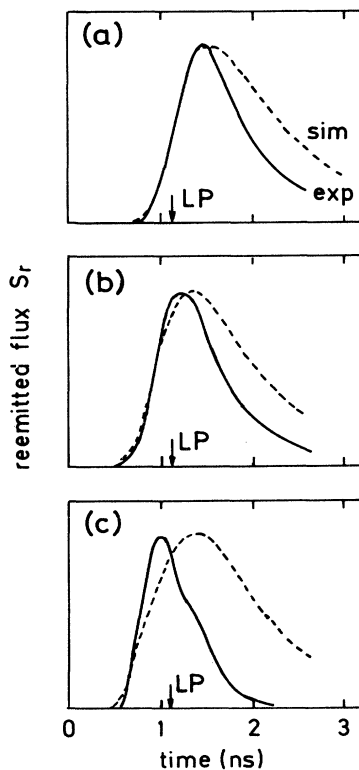 (a)
sim
exp
LP
(b)
LP
(c)
LP
reemitted flux Sr
0 1 2 3
time (ns)